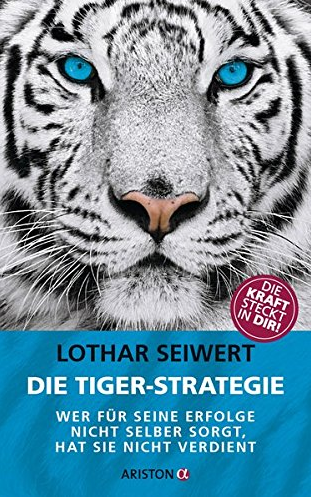 DIE
KRAFT
STECKT
IN DIR!
LOTHAR SEIWERT
DIE TIGER-STRATEGIE
WER FÜR SEINE ERFOLGE
NICHT SELBER SORGT,
HAT SIE NICHT VERDIENT
ARISTON α